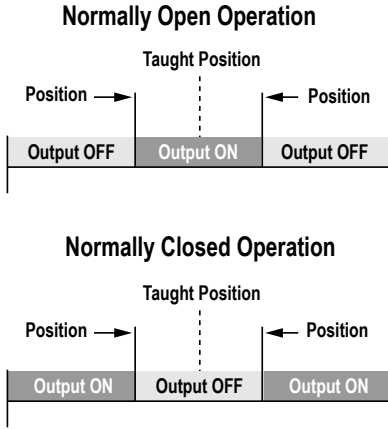 Normally Open Operation
Taught Position
Position Position
Output OFF Output ON Output OFF
Normally Closed Operation
Taught Position
Position Position
Output ON Output OFF Output ON